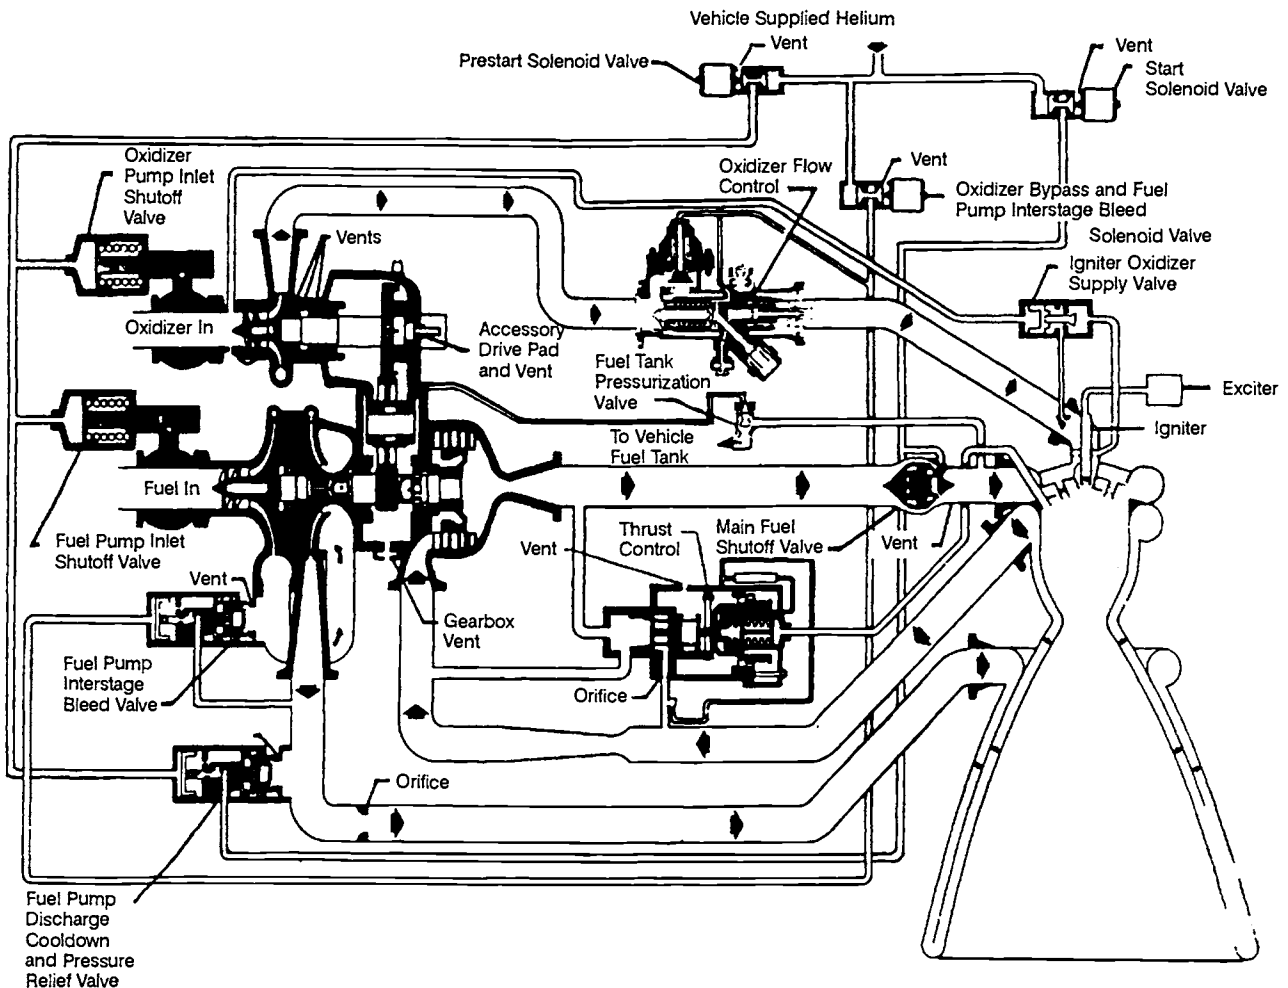 Vehicle Supplied Helium
Vent
Prestart Solenoid Valve
Vent
Start
Solenoid Valve
Oxidizer
Pump Inlet
Shutoff
Valve
Oxidizer Flow
Control
Vent
Oxidizer Bypass and Fuel
Pump Interstage Bleed
Solenoid Valve
Vents
Igniter Oxidizer
Supply Valve
Oxidizer In
Accessory
Drive Pad
and Vent
Fuel Tank
Pressurization
Valve
Exciter
To Vehicle
Fuel Tank
Igniter
Fuel In
Fuel Pump Inlet
Shutoff Valve
Vent
Thrust
Control
Main Fuel
Shutoff Valve
Vent
Vent
Gearbox
Vent
Fuel Pump
Interstage
Bleed Valve
Orifice
Orifice
Fuel Pump
Discharge
Cooldown
and Pressure
Relief Valve